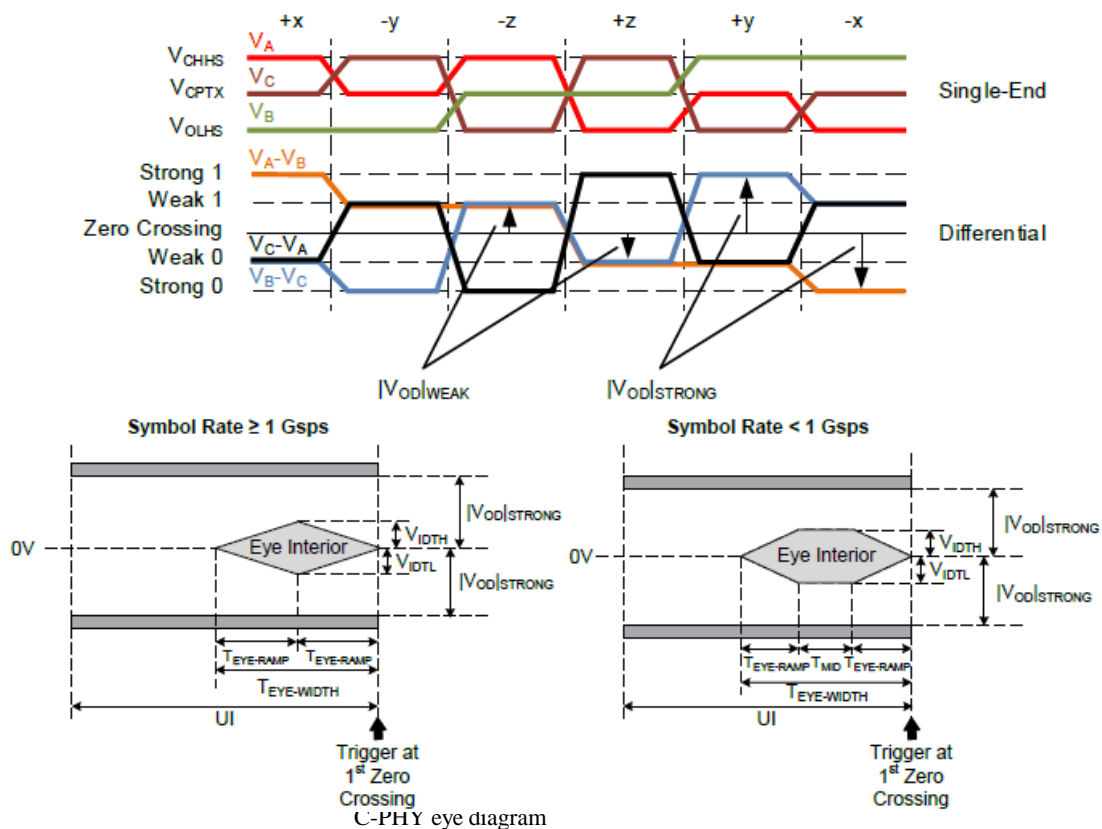 +x -y -z +z +y -x
VA
VCHHS
VC
VCPTX
Single-End
VB
VOLHS
VA-VB
Strong 1
Weak 1
Zero Crossing
Differential
VC-VA
Weak 0
VB-VC
Strong 0
|VOD|WEAK |VOD|STRONG
Symbol Rate ≥ 1 Gsps
|VOD|STRONG
VIDTH
0V
Eye Interior
VIDTL
|VOD|STRONG
TEYE-RAMP TEYE-RAMP
TEYE-WIDTH
UI
Trigger at
1st Zero
Crossing
Symbol Rate < 1 Gsps
|VOD|STRONG
VIDTH
0V
Eye Interior
VIDTL
|VOD|STRONG
TEYE-RAMP TMID TEYE-RAMP
TEYE-WIDTH
UI
Trigger at
1st Zero
Crossing
C-PHY eye diagram